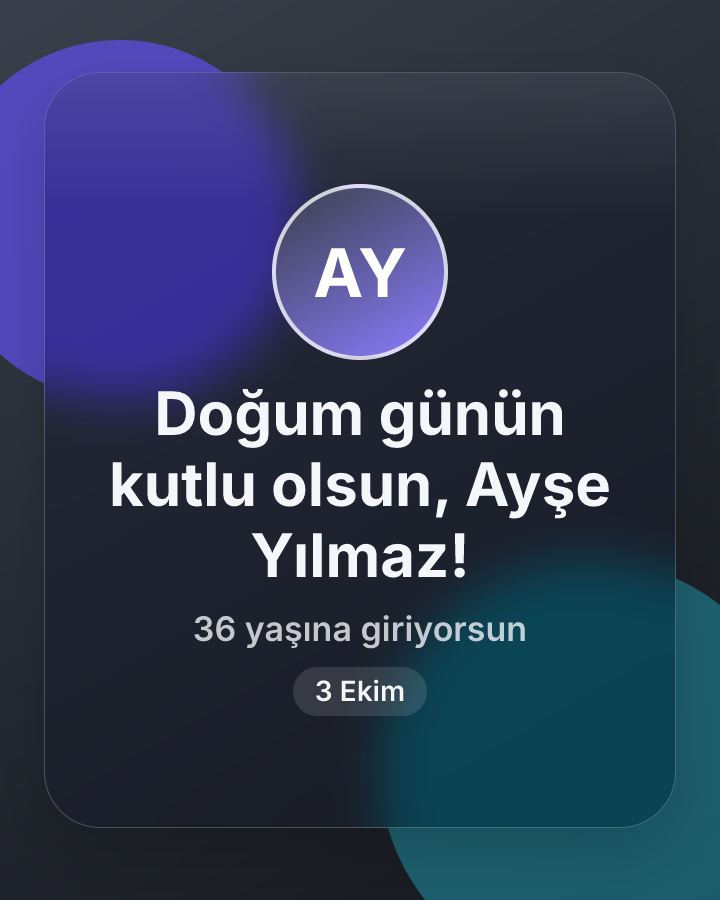 AY
Doğum günün
kutlu olsun, Ayşe
Yılmaz!
36 yaşına giriyorsun
3 Ekim